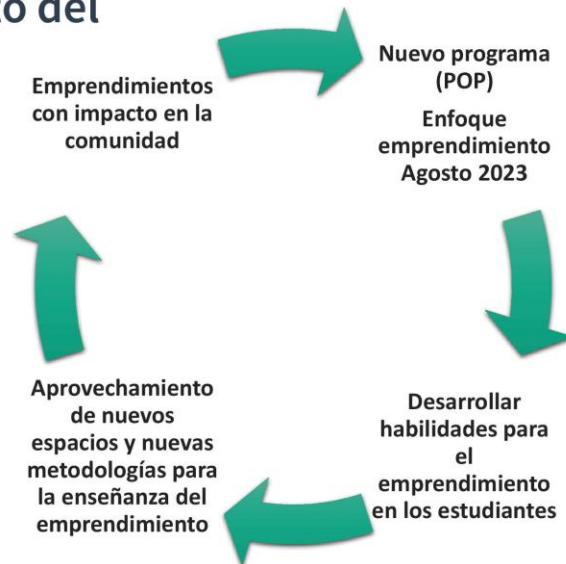 del
Emprendimientos
con impacto en la
comunidad
Nuevo programa
(POP)
Enfoque
emprendimiento
Agosto 2023
Desarrollar
habilidades para
el
emprendimiento
en los estudiantes
Aprovechamiento
de nuevos
espacios y nuevas
metodologías para
la enseñanza del
emprendimiento